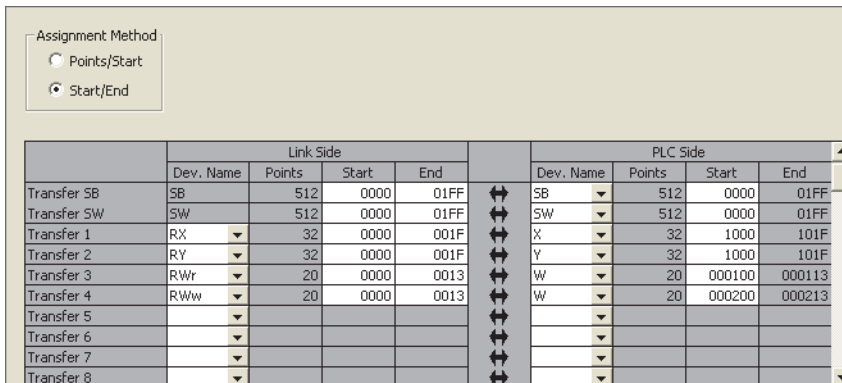 Assignment Method
Points/Start
Start/End
Link Side PLC Side
Dev. Name Points Start End Dev. Name Points Start End
Transfer SB SB 512 0000 01FF SB 512 0000 01FF
Transfer SW SW 512 0000 01FF SW 512 0000 01FF
Transfer 1 RX 32 0000 001F X 32 1000 101F
Transfer 2 RY 32 0000 001F Y 32 1000 101F
Transfer 3 RWr 20 0000 0013 W 20 000100 000113
Transfer 4 RWw 20 0000 0013 W 20 000200 000213
Transfer 5
Transfer 6
Transfer 7
Transfer 8